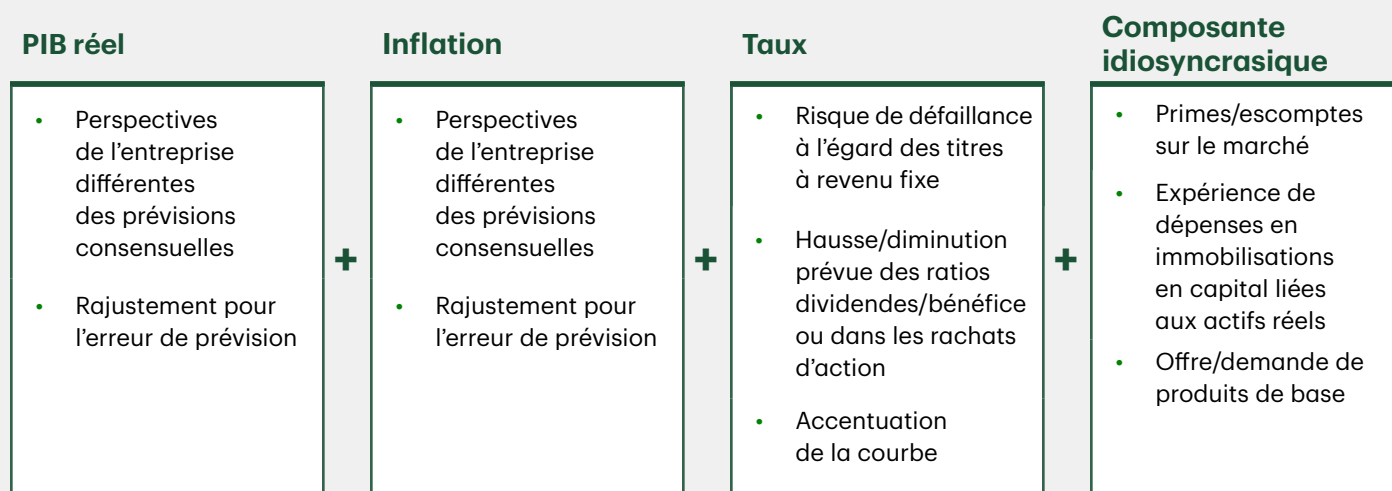 PIB réel
• Perspectives
de l’entreprise
différentes
des prévisions
consensuelles
• Rajustement pour
l’erreur de prévision
+
Inflation
• Perspectives
de l’entreprise
différentes
des prévisions
consensuelles
• Rajustement pour
l’erreur de prévision
+
Taux
• Risque de défaillance
à l’égard des titres
à revenu fixe
• Hausse/diminution
prévue des ratios
dividendes/bénéfice
ou dans les rachats
d’action
• Accentuation
de la courbe
+
Composante
idiosyncrasique
• Primes/escomptes
sur le marché
• Expérience de
dépenses en
immobilisations
en capital liées
aux actifs réels
• Offre/demande de
produits de base